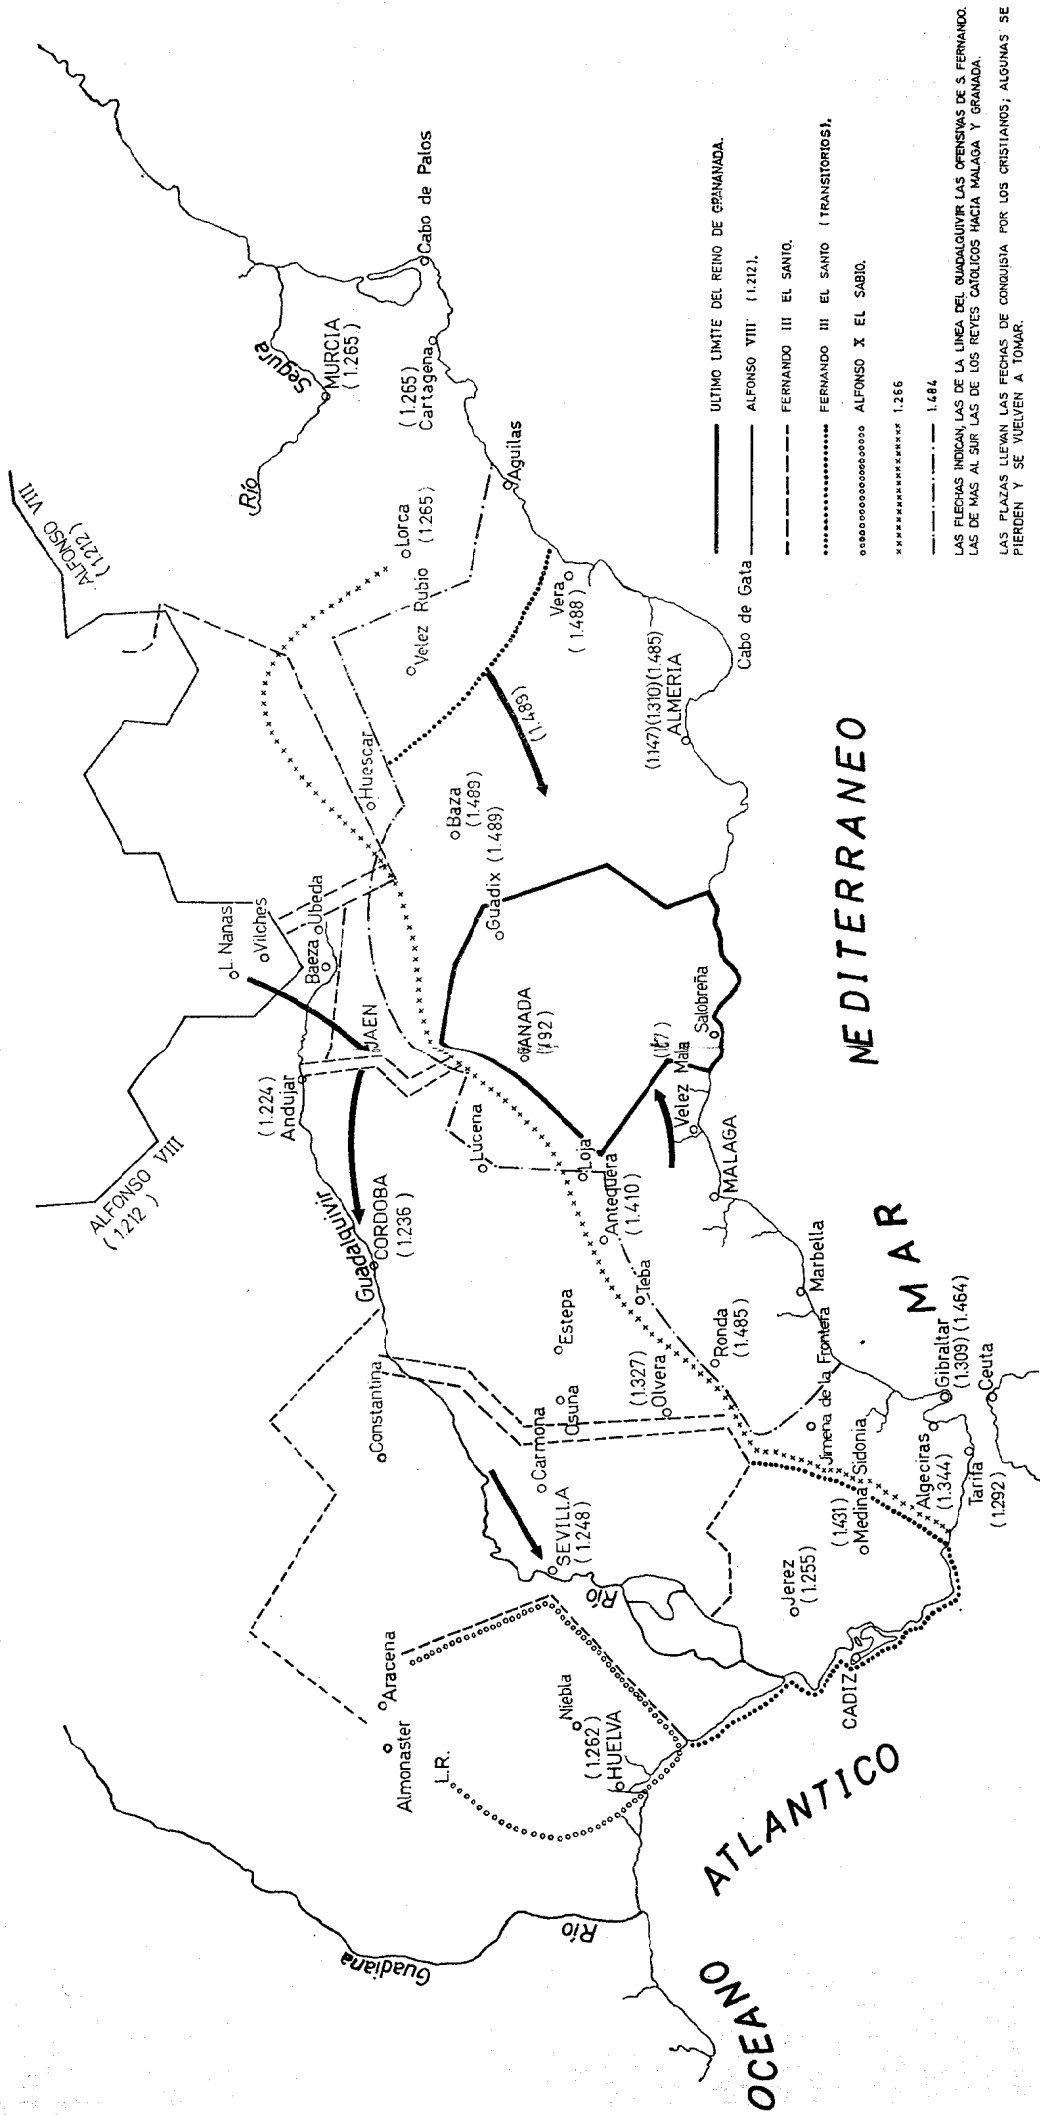 ALFONSO VIII
(1212)
ALFONSO VIII
(1.212)
Río
Segura
MURCIA
(1.265)
Cabo de Palos
(1.265)
Cartagena
Lorca
(1.265)
Aguilas
Velez Rubio
Vera
(1.488)
Cabo de Gata
(1.489)
(1.147)(1.310)(1.485)
ALMERIA
Huescar
Baza
(1.489)
Guadix (1.489)
L. Nanas
Vilches
Ubeda
Baeza
JAEN
(1.224)
Andujar
ANADA
Salobreña
Velez
MALAGA
Loja
Lucena
Antequera
(1.410)
Guadalquivir
CORDOBA
(1.236)
Constantina
Estepa
Osuna
Teba
(1.327)
Olvera
Ronda
(1.485)
Marbella
Jimena de la Frontera
Gibraltar
(1.309) (1.464)
Ceuta
Algeciras
(1.344)
Tarifa
(1.292)
(1.431)
Medina Sidonia
Jerez
(1.255)
CADIZ
Carmona
SEVILLA
(1.248)
Río
Aracena
Almonaster
L.R.
Niebla
(1.262)
HUELVA
Guadiana
Río
OCEANO
ATLANTICO
MAR
NEDITERRANEO
ULTIMO LIMITE DEL REINO DE GRANANADA.
ALFONSO VIII (1.212).
FERNANDO III EL SANTO.
FERNANDO III EL SANTO (TRANSITORIOS).
ALFONSO X EL SABIO.
1.266
1.484
LAS FLECHAS INDICAN, LAS DE LA LINEA DEL GUADALQUIVIR LAS OFENSIVAS DE S. FERNANDO.
LAS DE MAS AL SUR LAS DE LOS REYES CATOLICOS HACIA MALAGA Y GRANADA.
LAS PLAZAS LLEVAN LAS FECHAS DE CONQUISTA POR LOS CRISTIANOS; ALGUNAS SE
PIERDEN Y SE VUELVEN A TOMAR.